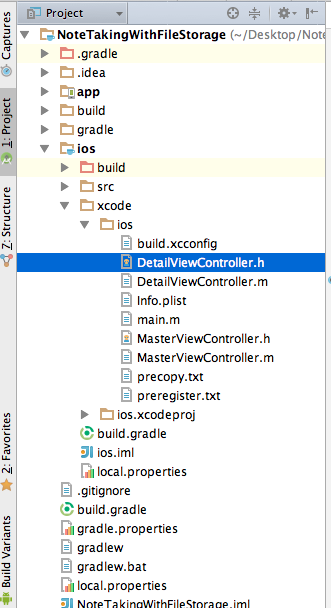 Project
NoteTakingWithFileStorage (~/Desktop/Note
.gradle
.idea
app
build
gradle
ios
build
src
xcode
ios
build.xcconfig
DetailViewController.h
DetailViewController.m
Info.plist
main.m
MasterViewController.h
MasterViewController.m
precopy.txt
preregister.txt
ios.xcodeproj
build.gradle
ios.iml
local.properties
.gitignore
build.gradle
gradle.properties
gradlew
gradlew.bat
local.properties
NoteTakingWithFileStorage.iml
Captures
1: Project
7: Structure
2: Favorites
Build Variants